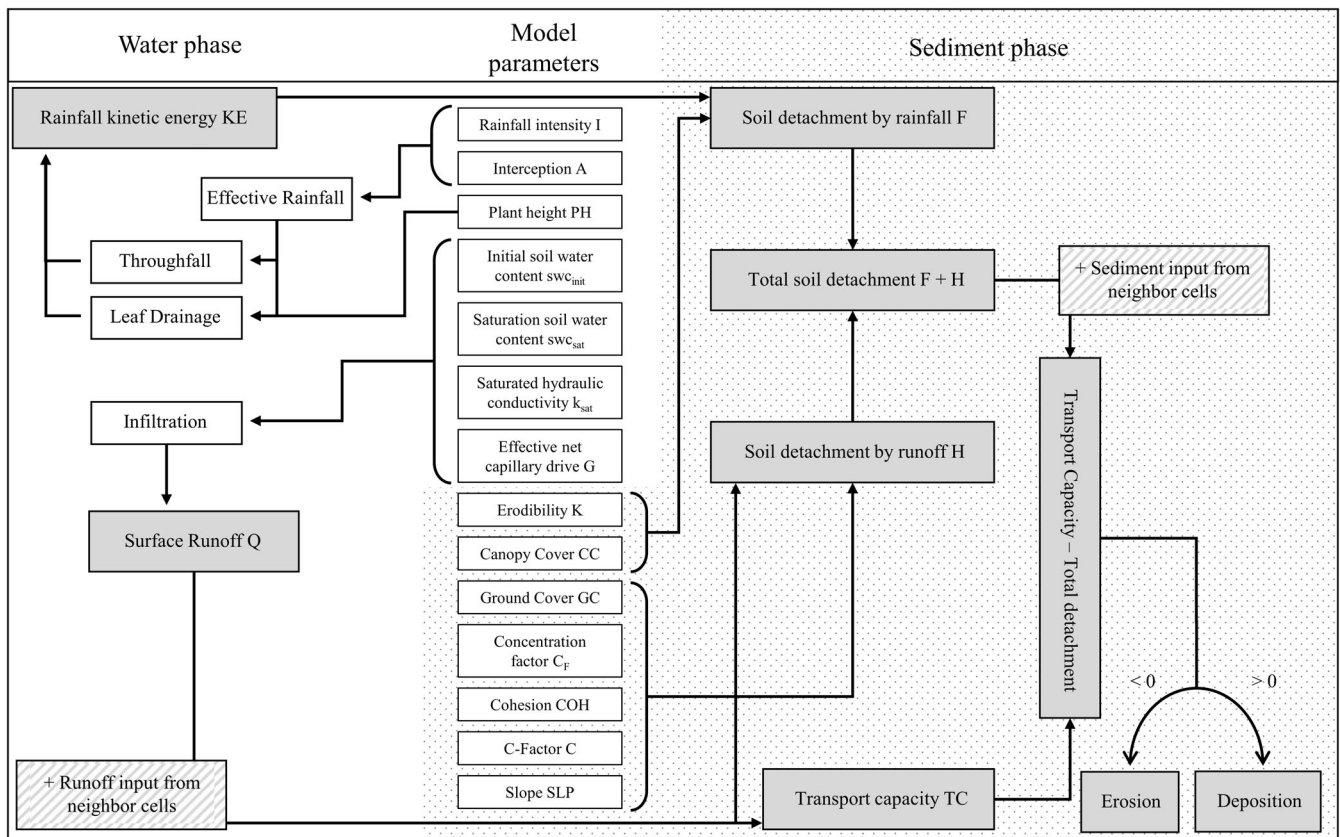 Water phase
Model
parameters
Sediment phase
Rainfall kinetic energy KE
Effective Rainfall
Throughfall
Leaf Drainage
Infiltration
Surface Runoff Q
+ Runoff input from
neighbor cells
Rainfall intensity I
Interception A
Plant height PH
Initial soil water
content swc_init
Saturation soil water
content swc_sat
Saturated hydraulic
conductivity k_sat
Effective net
capillary drive G
Erodibility K
Canopy Cover CC
Ground Cover GC
Concentration
factor C_F
Cohesion COH
C-Factor C
Slope SLP
Soil detachment by rainfall F
Total soil detachment F + H
Soil detachment by runoff H
Transport capacity TC
+ Sediment input from
neighbor cells
Transport Capacity – Total detachment
< 0
> 0
Erosion
Deposition